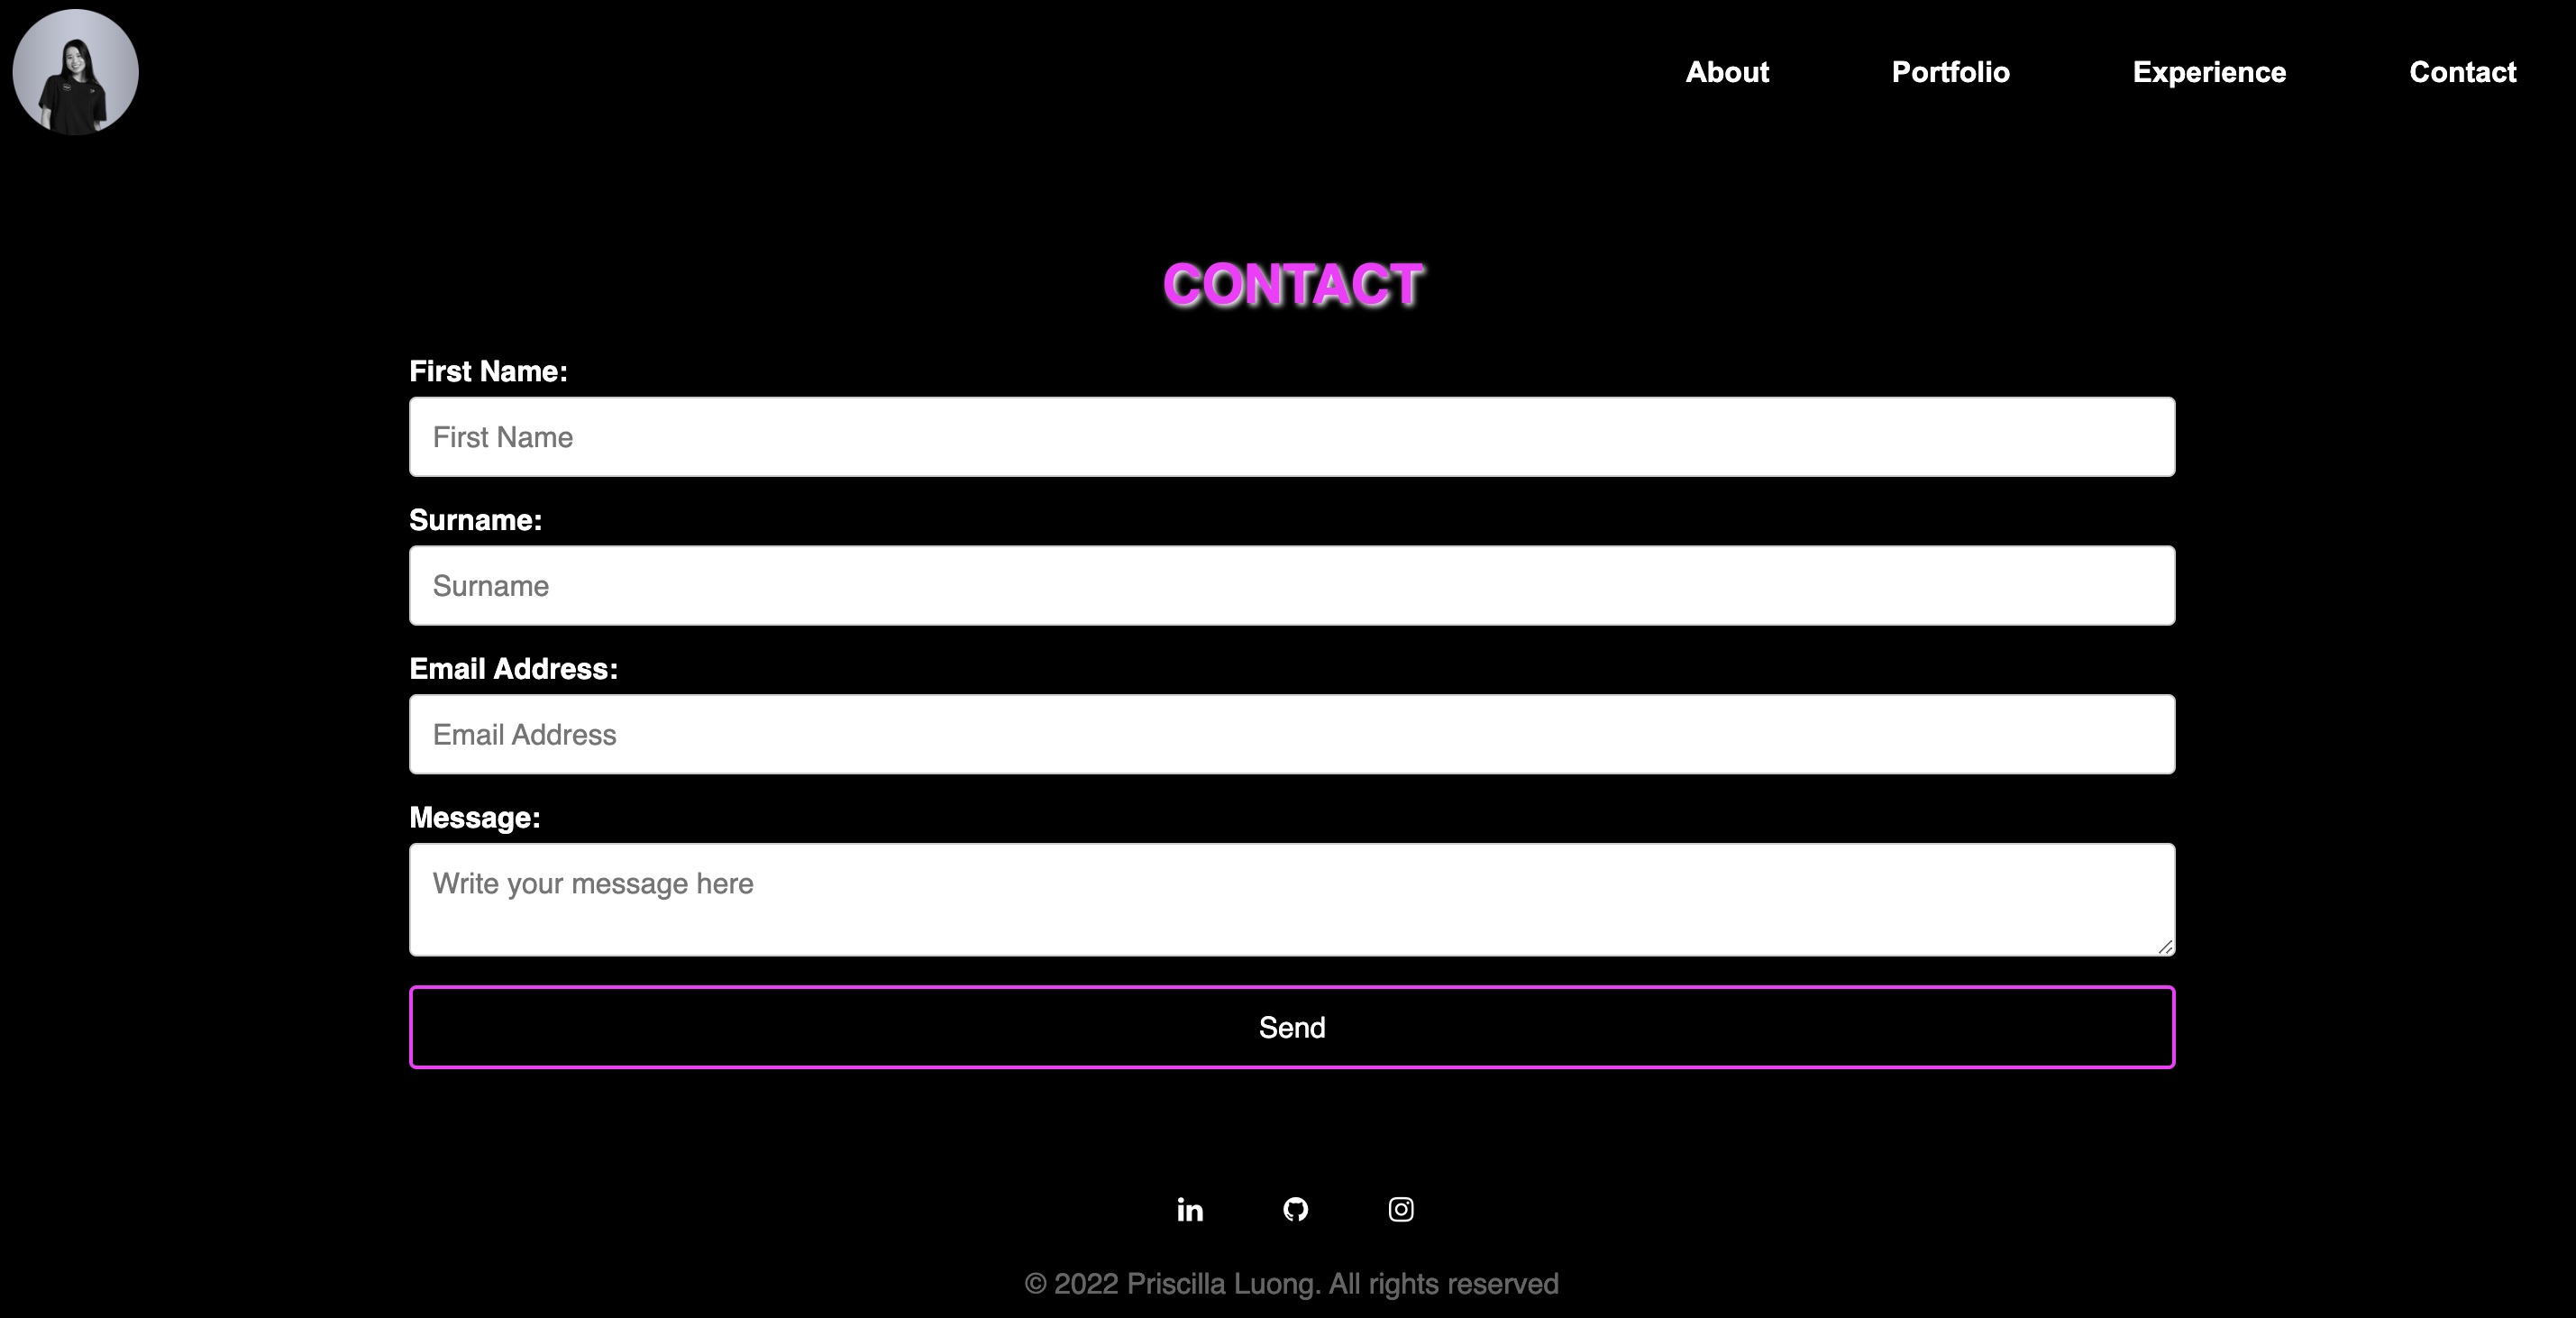 About Portfolio Experience Contact
CONTACT
First Name:
First Name
Surname:
Surname
Email Address:
Email Address
Message:
Write your message here
Send
in
© 2022 Priscilla Luong. All rights reserved